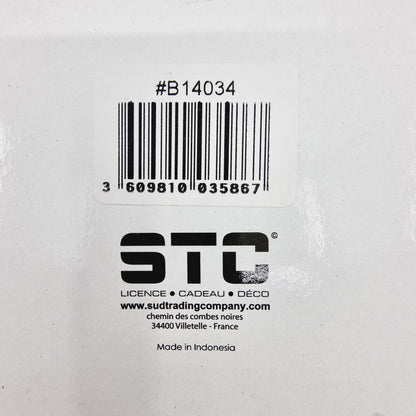 #B14034
3 609810 035867
STC©
LICENCE • CADEAU • DÉCO
www.sudtradingcompany.com
chemin des combes noires
34400 Villetelle - France
Made in Indonesia